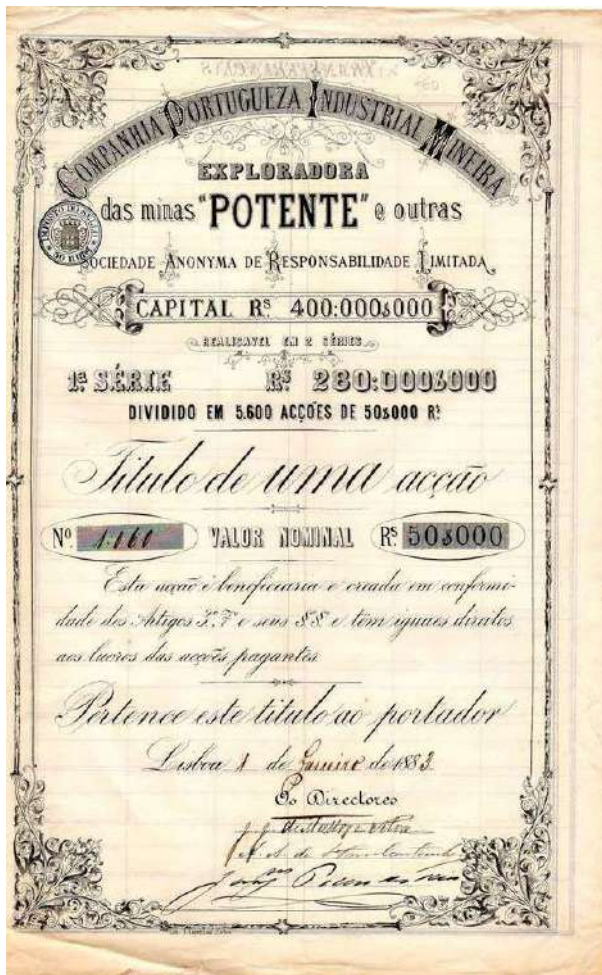 COMPANHIA PORTUGUEZA INDUSTRIAL MINEIRA
EXPLORADORA
das minas "POTENTE" e outras
SOCIEDADE ANONYMA DE RESPONSABILIDADE LIMITADA
CAPITAL Rˢ. 400:000$000
REALISAVEL EM 2 SÉRIES
1ª SÉRIE Rˢ 280:000$000
DIVIDIDO EM 5.600 ACÇÕES DE 50$000 Rˢ
Titulo de uma acção
Nº. 1:060 VALOR NOMINAL Rˢ 50$000
Esta acção é beneficiaria e creada em conformi-
dade dos Artigos 5º. 7º e seus §§ e tem iguaes direitos
aos lucros das acções pagantes
Pertence este titulo ao portador
Lisboa 1 de Janeiro de 1883
Os Directores